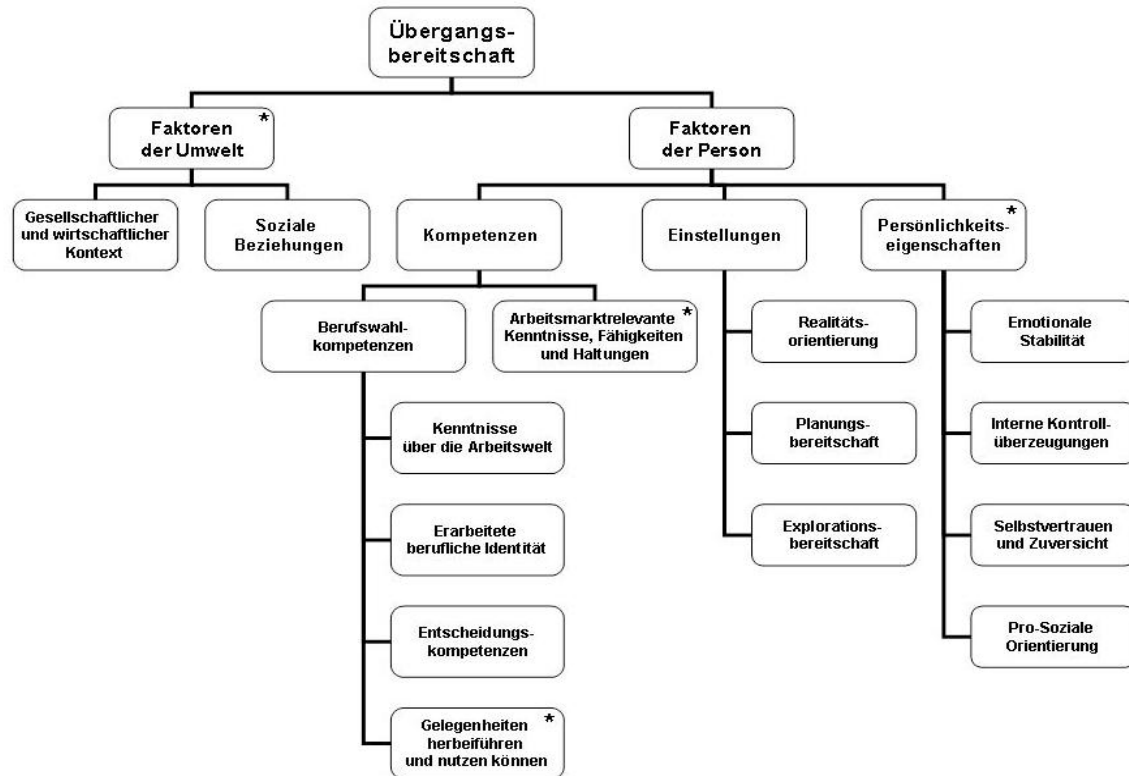 Übergangs-
bereitschaft
Faktoren *
der Umwelt
Faktoren
der Person
Gesellschaftlicher
und wirtschaftlicher
Kontext
Soziale
Beziehungen
Kompetenzen
Einstellungen
Persönlichkeits- *
eigenschaften
Berufswahl-
kompetenzen
Arbeitsmarktrelevante *
Kenntnisse, Fähigkeiten
und Haltungen
Kenntnisse
über die Arbeitswelt
Erarbeitete
berufliche Identität
Entscheidungs-
kompetenzen
Gelegenheiten *
herbeiführen
und nutzen können
Realitäts-
orientierung
Planungs-
bereitschaft
Explorations-
bereitschaft
Emotionale
Stabilität
Interne Kontroll-
überzeugungen
Selbstvertrauen
und Zuversicht
Pro-Soziale
Orientierung